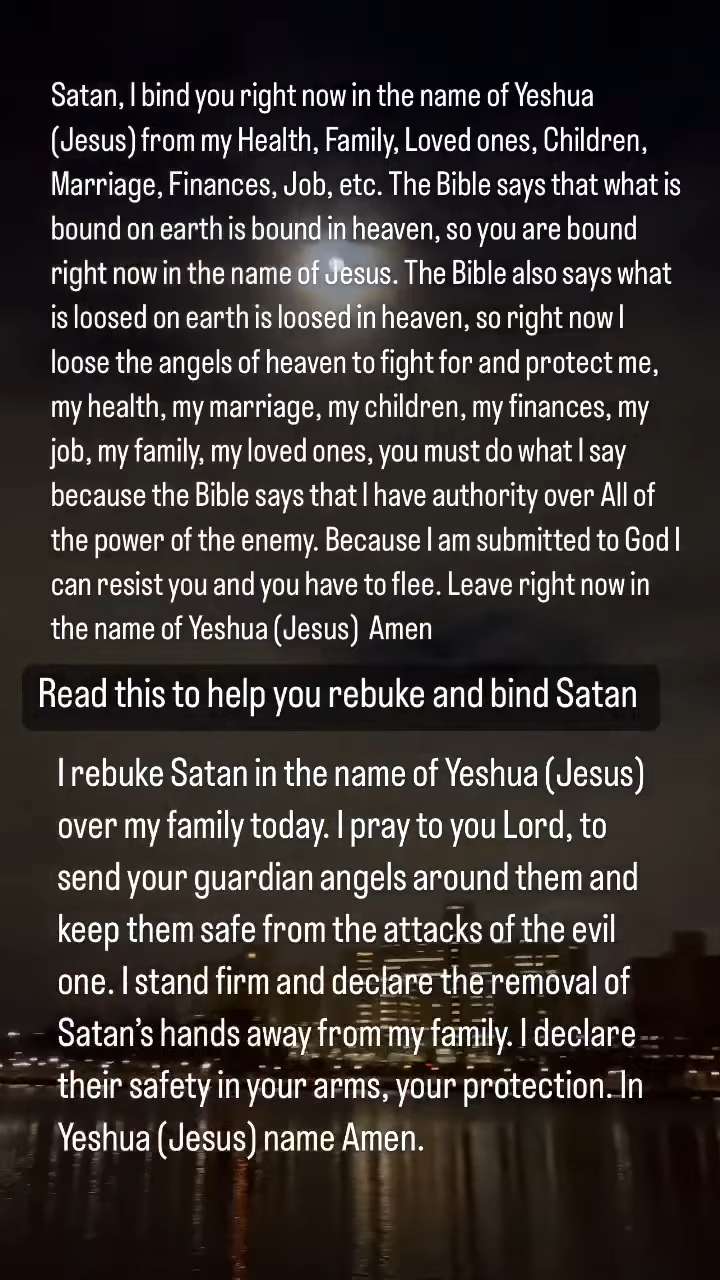 Satan, I bind you right now in the name of Yeshua
(Jesus) from my Health, Family, Loved ones, Children,
Marriage, Finances, Job, etc. The Bible says that what is
bound on earth is bound in heaven, so you are bound
right now in the name of Jesus. The Bible also says what
is loosed on earth is loosed in heaven, so right now I
loose the angels of heaven to fight for and protect me,
my health, my marriage, my children, my finances, my
job, my family, my loved ones, you must do what I say
because the Bible says that I have authority over All of
the power of the enemy. Because I am submitted to God I
can resist you and you have to flee. Leave right now in
the name of Yeshua (Jesus) Amen
Read this to help you rebuke and bind Satan
I rebuke Satan in the name of Yeshua (Jesus)
over my family today. I pray to you Lord, to
send your guardian angels around them and
keep them safe from the attacks of the evil
one. I stand firm and declare the removal of
Satan's hands away from my family. I declare
their safety in your arms, your protection. In
Yeshua (Jesus) name Amen.